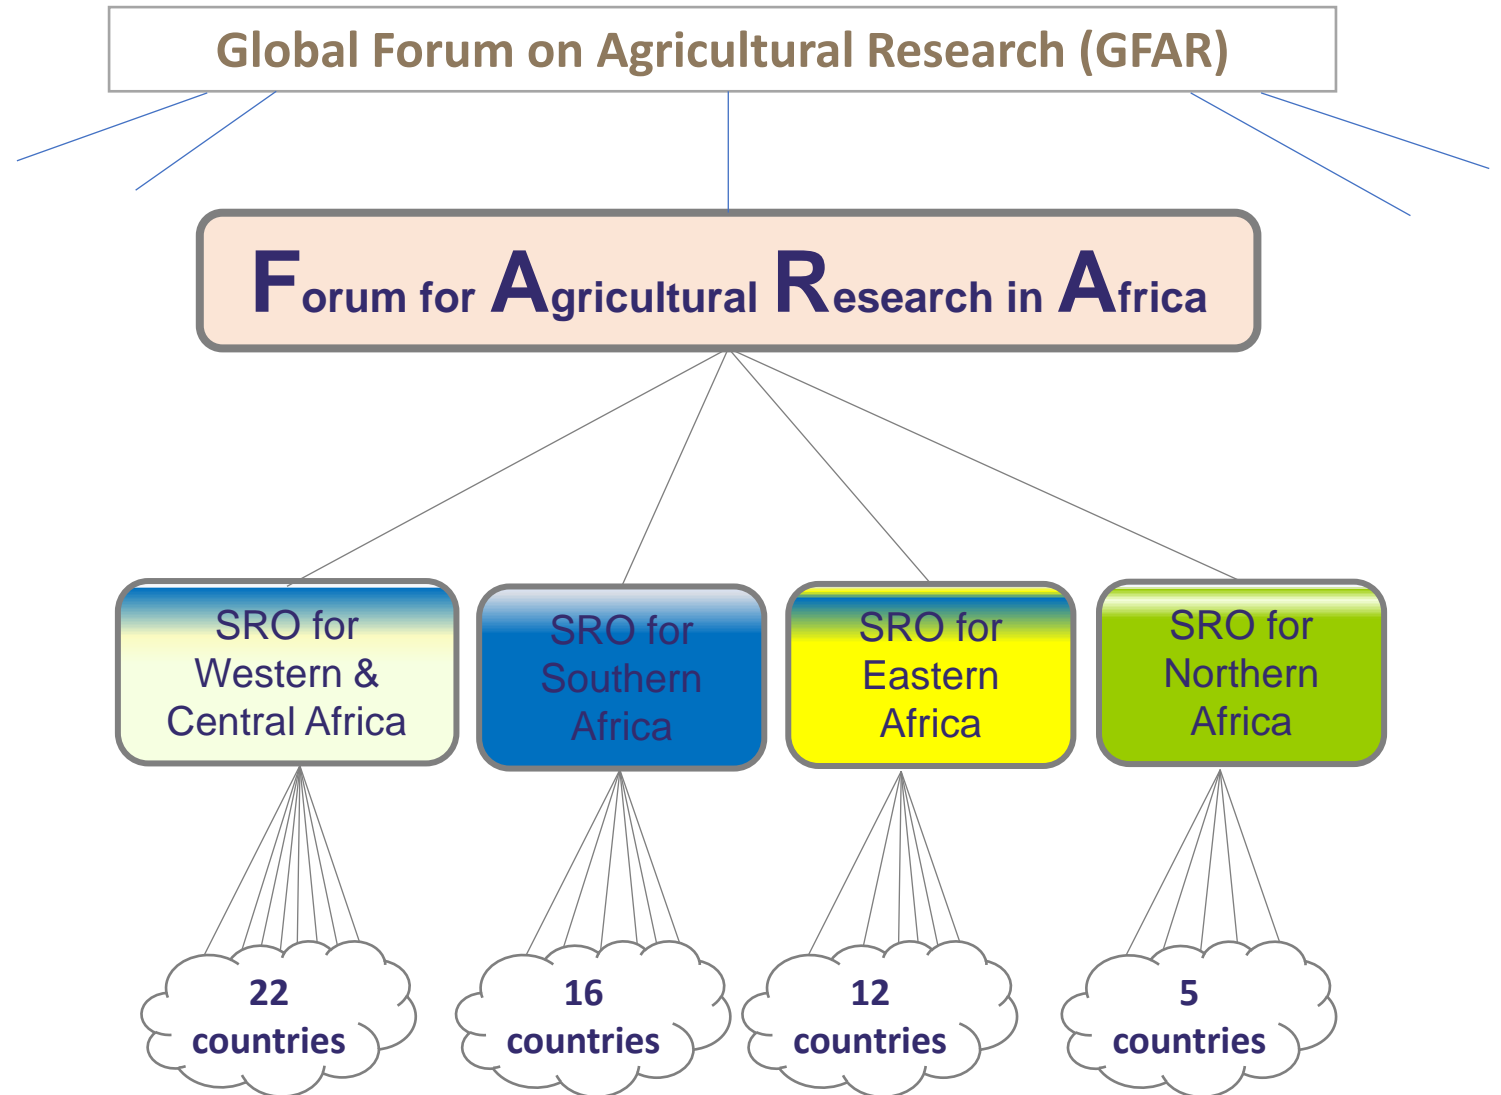 Global Forum on Agricultural Research (GFAR)
Forum for Agricultural Research in Africa
SRO for
Western &
Central Africa
SRO for
Southern
Africa
SRO for
Eastern
Africa
SRO for
Northern
Africa
22
countries
16
countries
12
countries
5
countries